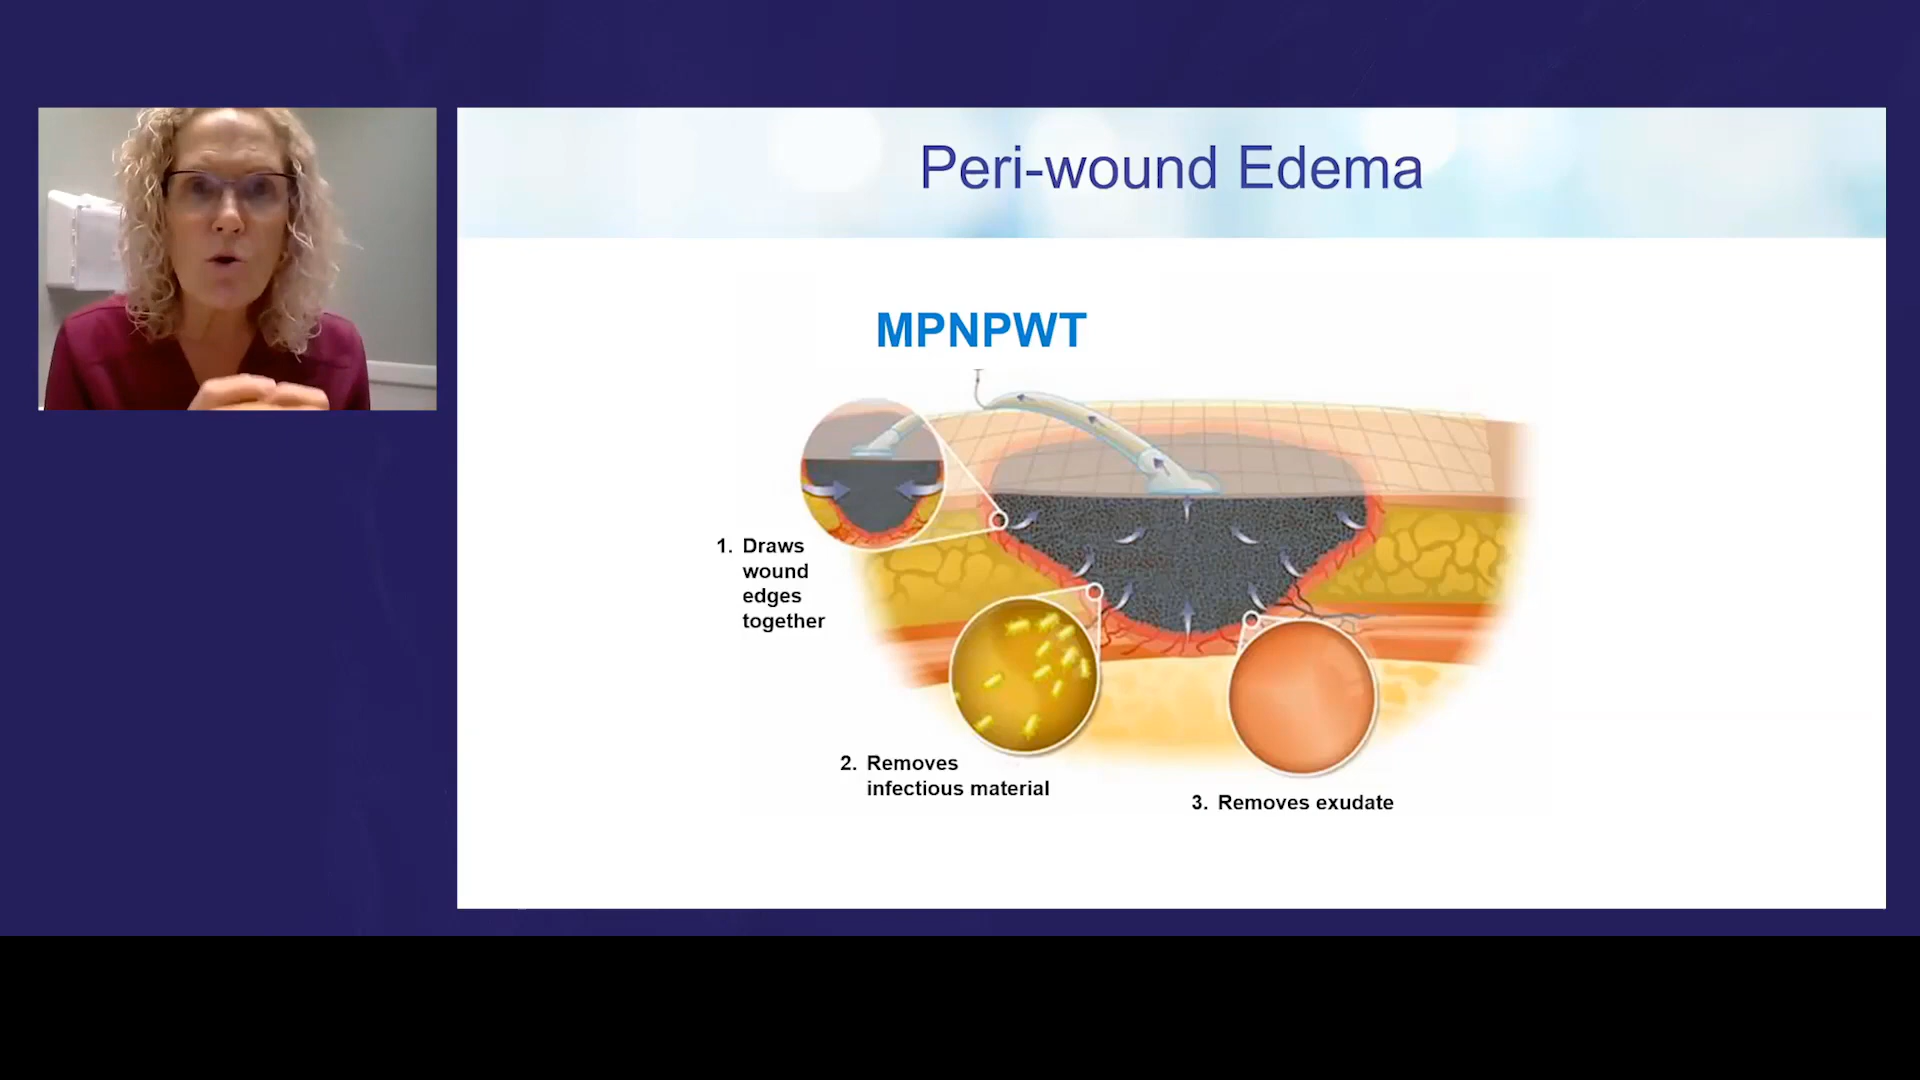 Peri-wound Edema
MPNPWT
1. Draws
wound
edges
together
2. Removes
infectious material
3. Removes exudate